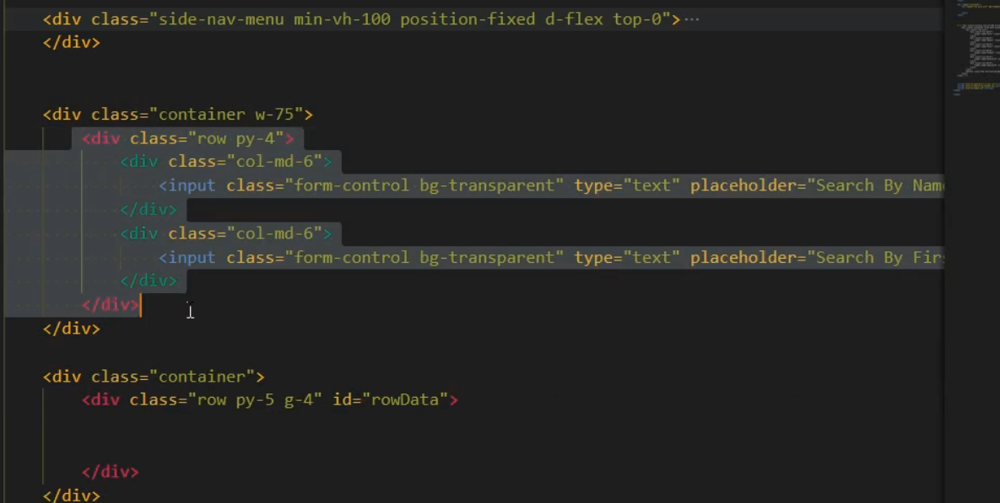 <div class="side-nav-menu min-vh-100 position-fixed d-flex top-0">…
</div>
<div class="container w-75">
<div class="row py-4">
<div class="col-md-6">
<input class="form-control bg-transparent" type="text" placeholder="Search By Nam
</div>
<div class="col-md-6">
<input class="form-control bg-transparent" type="text" placeholder="Search By Fir
</div>
</div>
</div>
<div class="container">
<div class="row py-5 g-4" id="rowData">
</div>
</div>